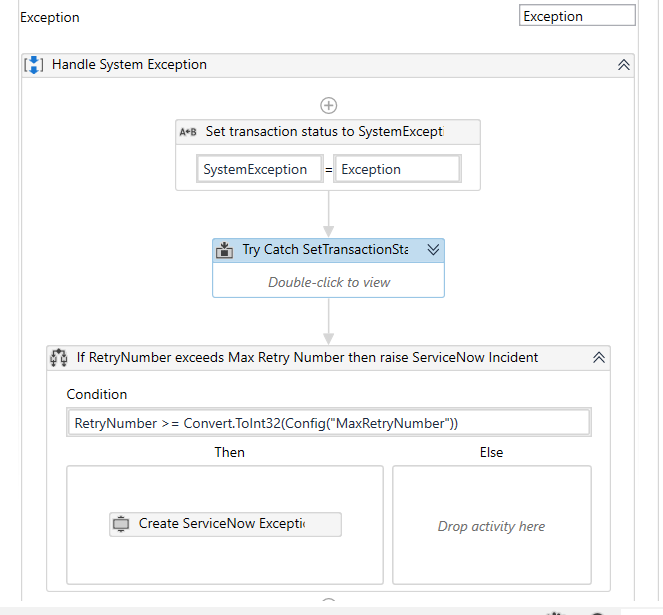 Exception
Exception
Handle System Exception
A+B Set transaction status to SystemExcept
SystemException = Exception
Try Catch SetTransactionSta
Double-click to view
If RetryNumber exceeds Max Retry Number then raise ServiceNow Incident
Condition
RetryNumber >= Convert.ToInt32(Config("MaxRetryNumber"))
Then Else
Create ServiceNow Excepti
Drop activity here